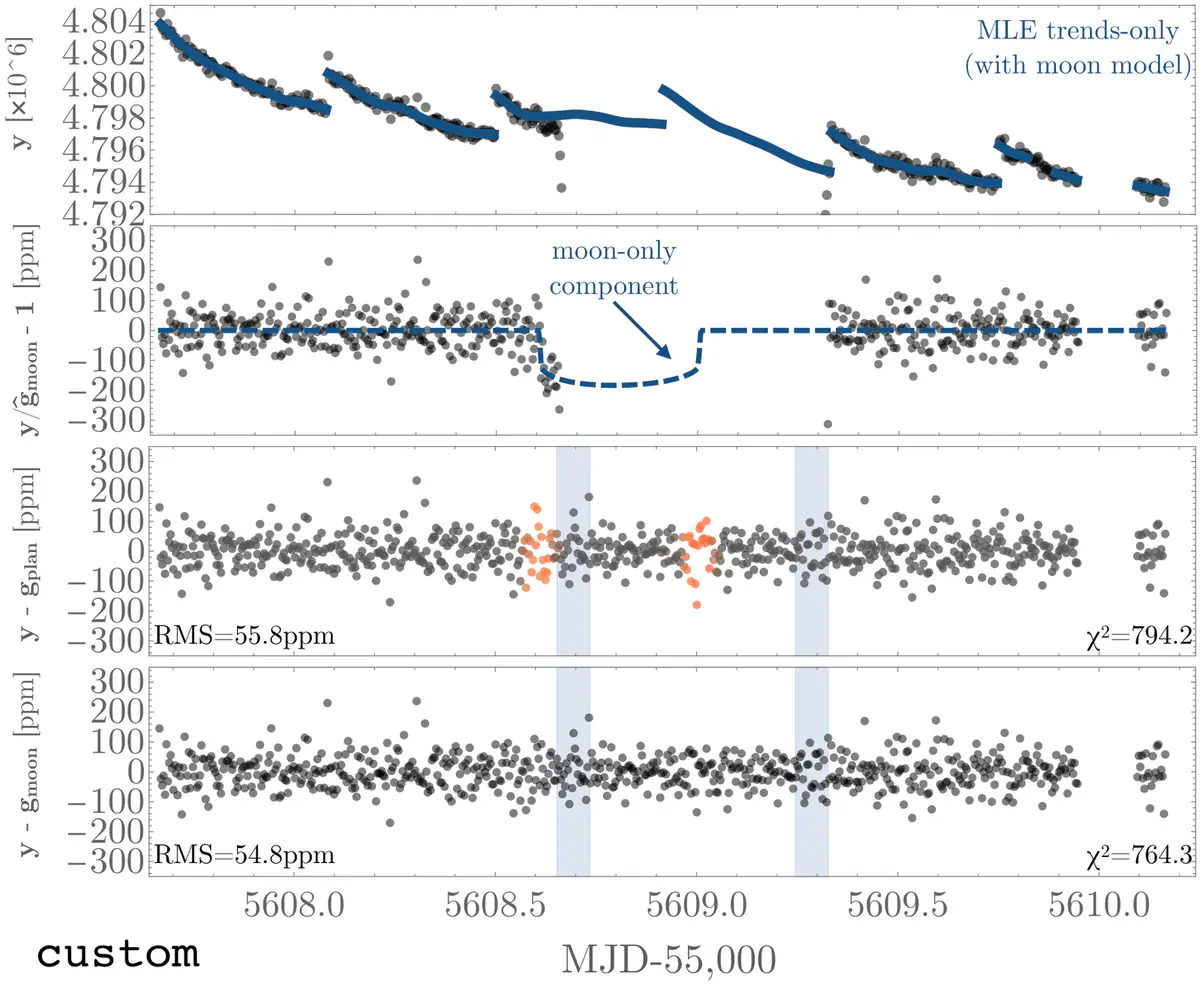 4.804
4.802
4.800
4.798
4.796
4.794
4.792
y [×10^6]
MLE trends-only
(with moon model)
300
200
100
0
−100
−200
−300
y/ĝmoon - 1 [ppm]
moon-only
component
300
200
100
0
−100
−200
−300
y - gplan [ppm]
RMS=55.8ppm
χ²=794.2
300
200
100
0
−100
−200
−300
y - gmoon [ppm]
RMS=54.8ppm
χ²=764.3
5608.0 5608.5 5609.0 5609.5 5610.0
custom
MJD-55,000